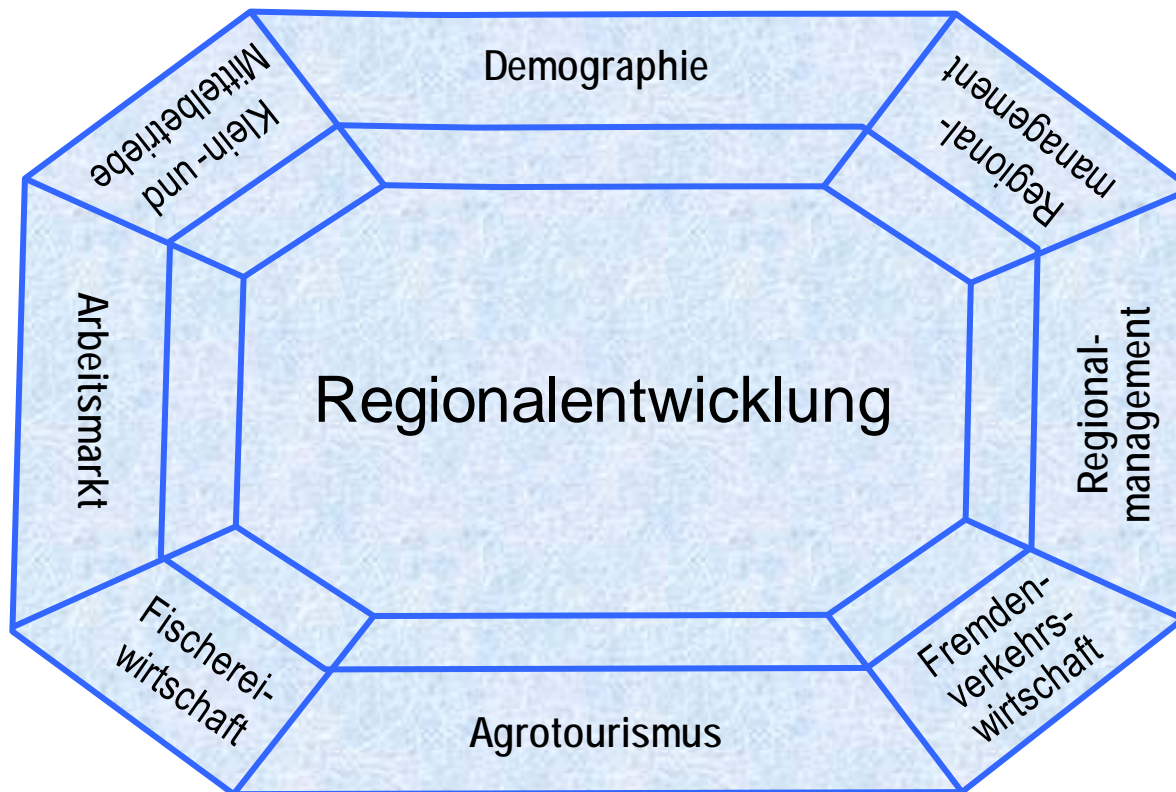 Demographie
Klein- und
Mittelbetriebe
Regional-
management
Arbeitsmarkt
Regionalentwicklung
Regional-
management
Fischerei-
wirtschaft
Agrotourismus
Fremden-
verkehrs-
wirtschaft